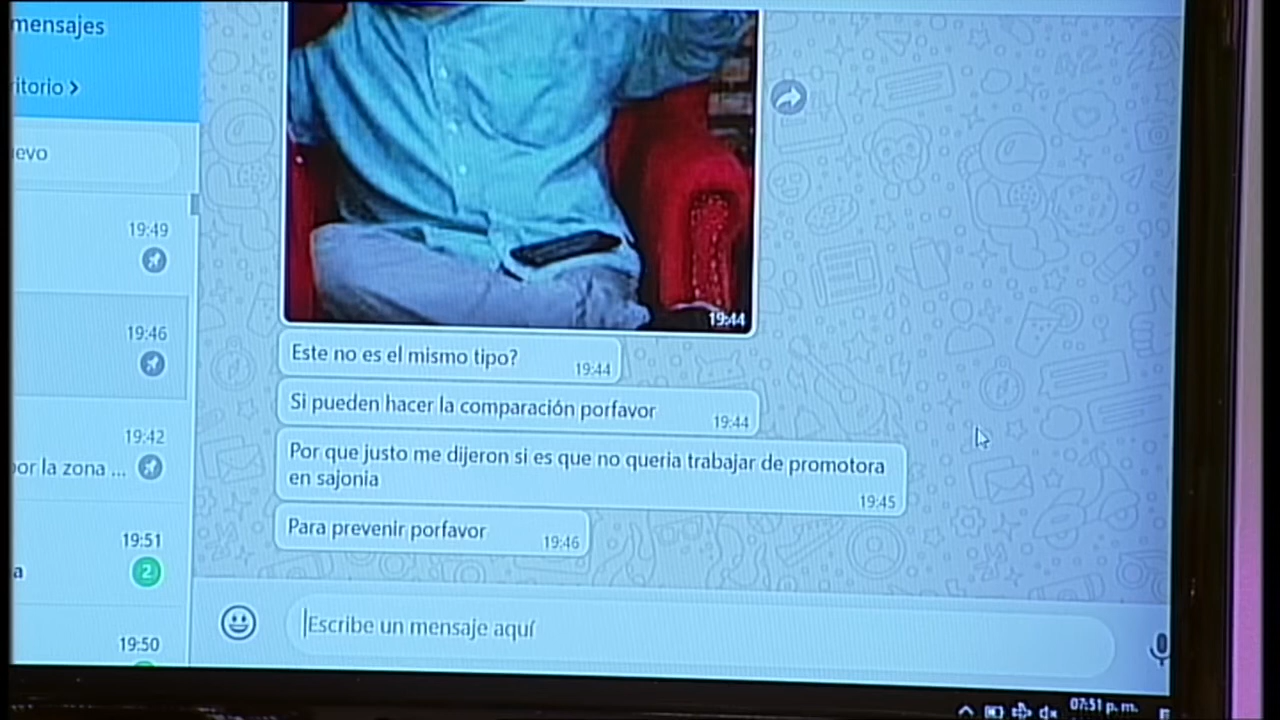 mensajes
ritorio >
evo
19:49
19:46
19:42
por la zona ...
19:51
a
2
19:50
19:44
Este no es el mismo tipo?
19:44
Si pueden hacer la comparación porfavor
19:44
Por que justo me dijeron si es que no queria trabajar de promotora
en sajonia
19:45
Para prevenir porfavor
19:46
Escribe un mensaje aquí
07:51 p. m.